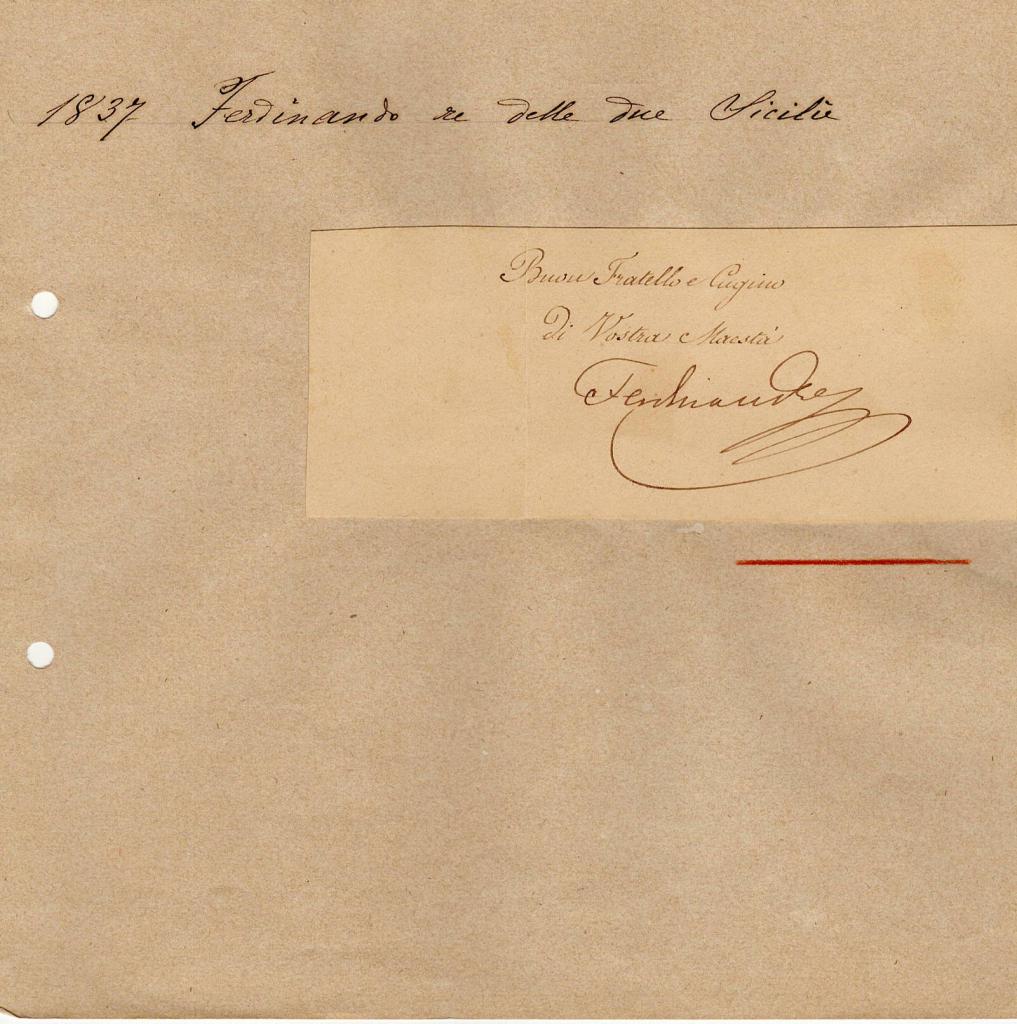 1837 Ferdinando re delle due Sicilie
Buon Fratello e Cugino
Di Vostra Maestà
Ferdinando